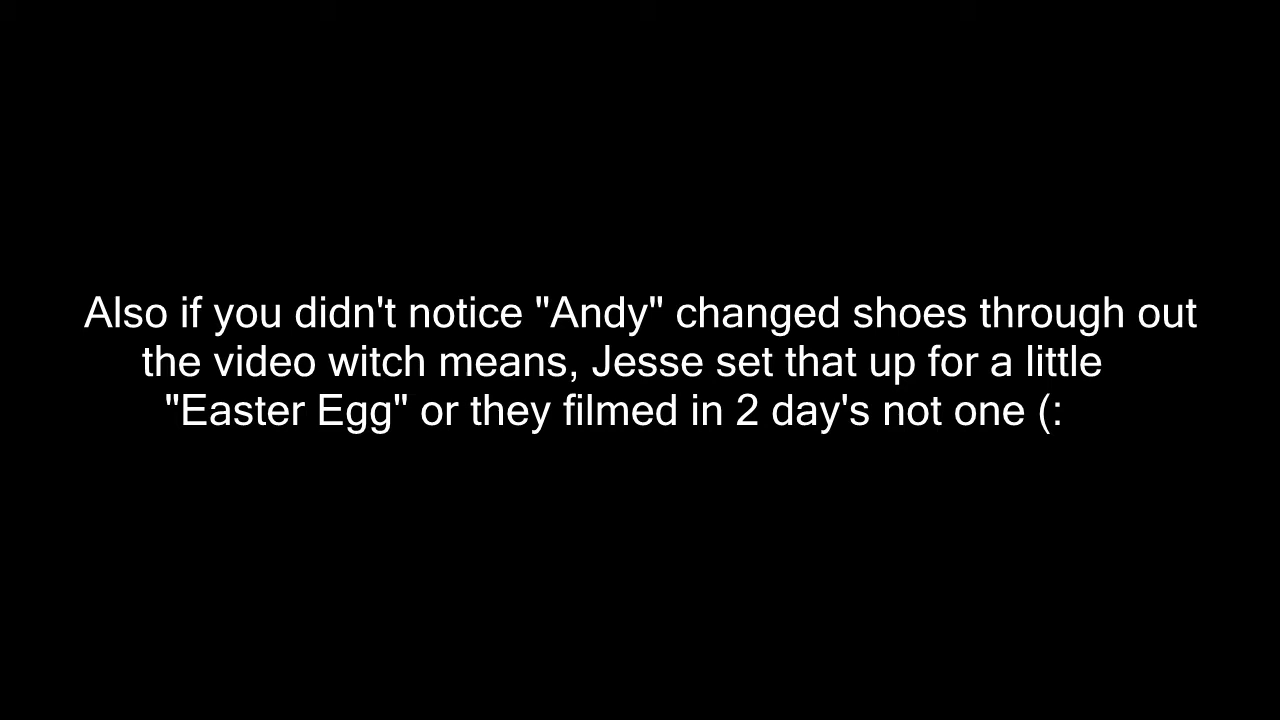 Also if you didn't notice "Andy" changed shoes through out
the video witch means, Jesse set that up for a little
"Easter Egg" or they filmed in 2 day's not one (: